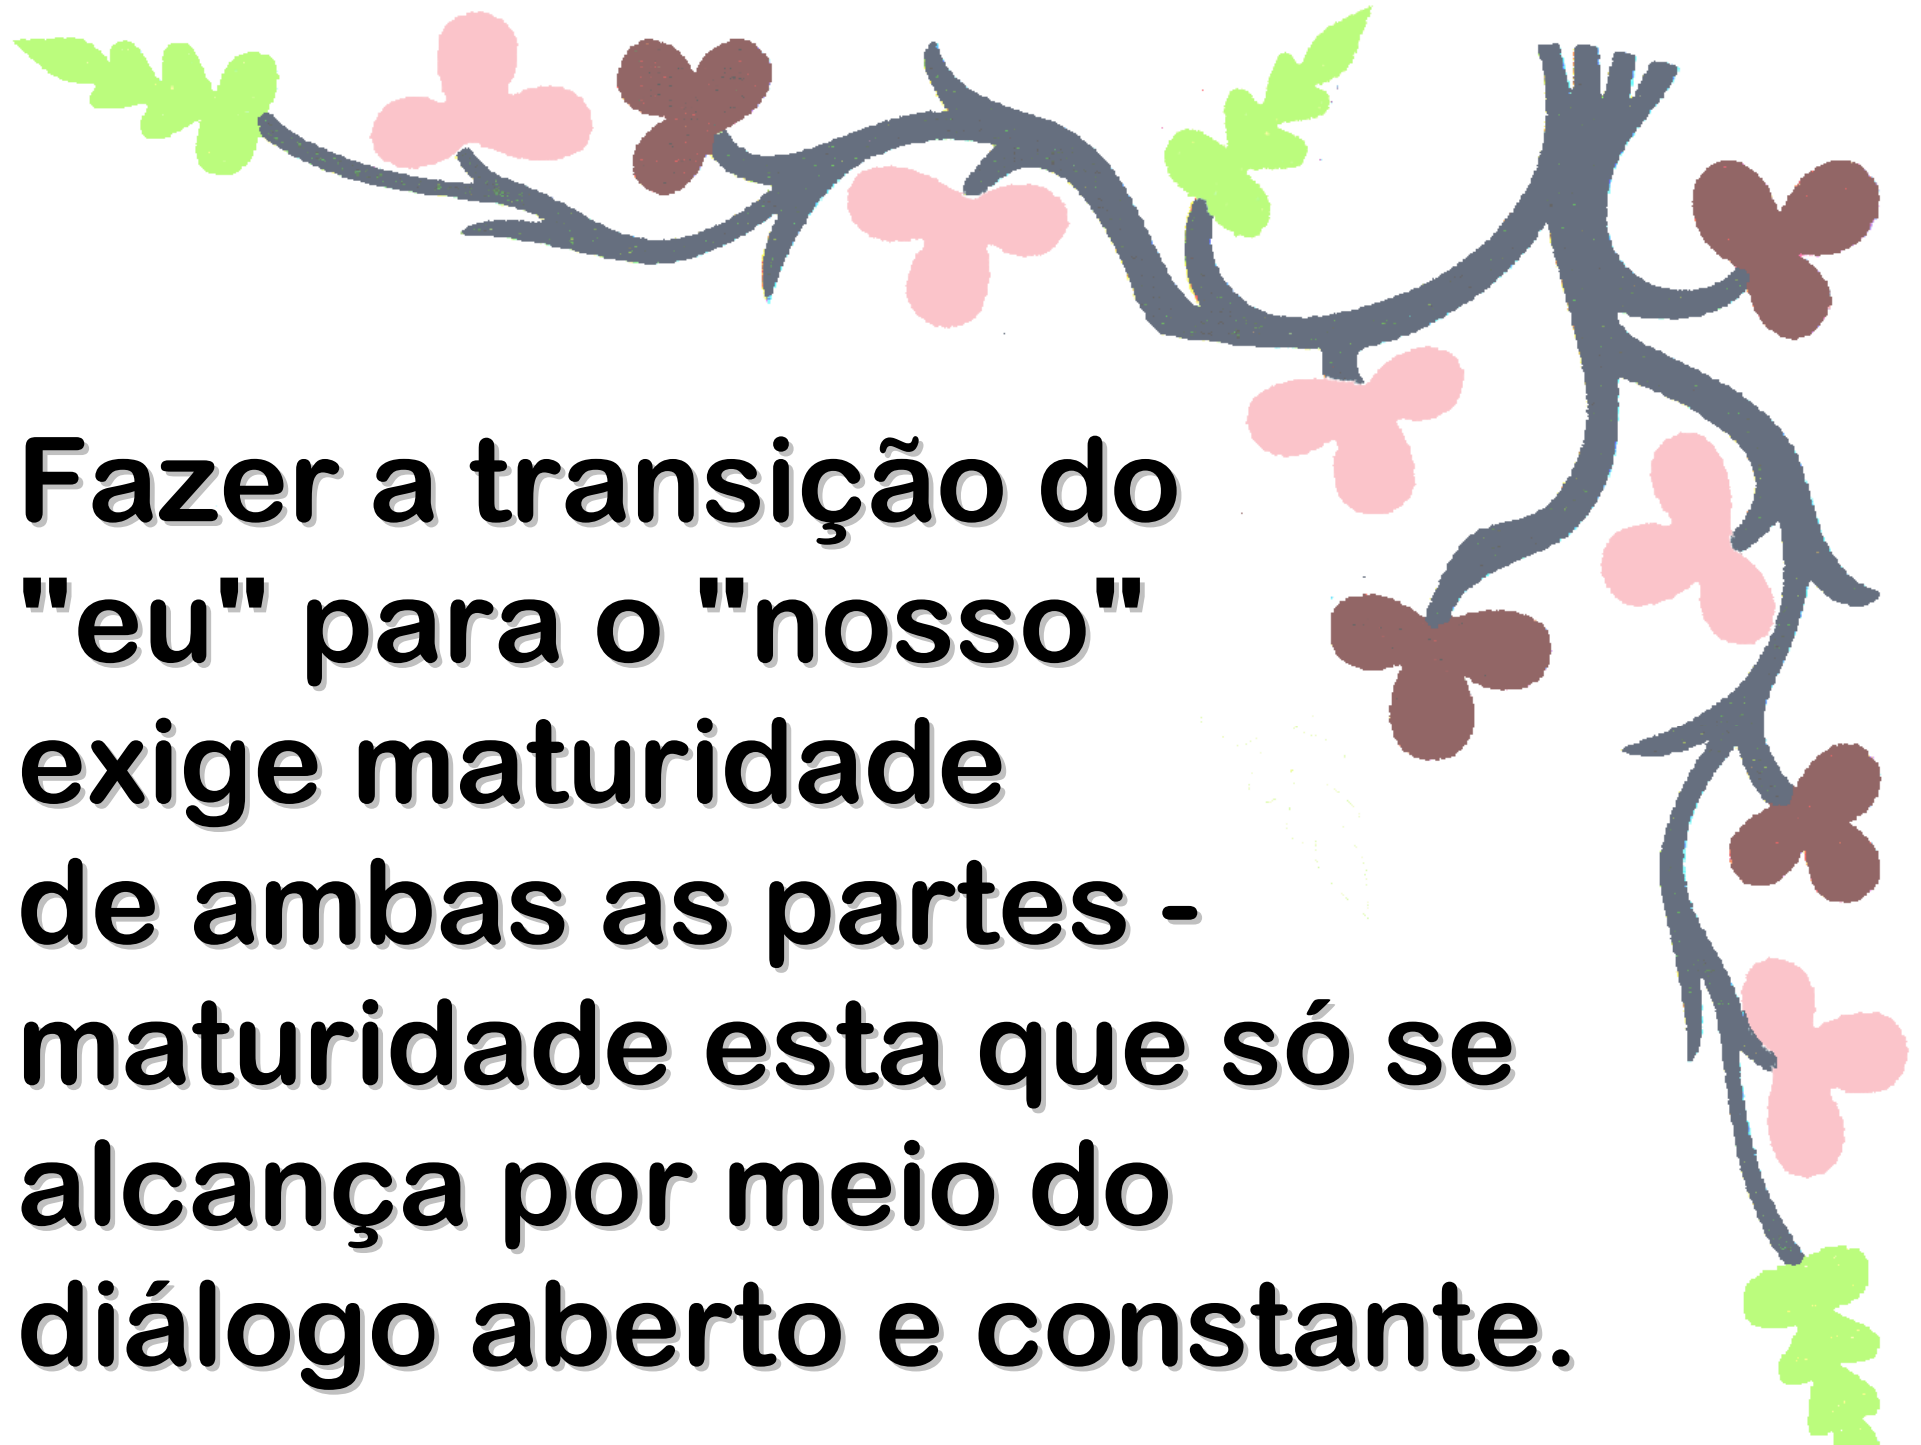 Fazer a transição do
"eu" para o "nosso"
exige maturidade
de ambas as partes -
maturidade esta que só se
alcança por meio do
diálogo aberto e constante.